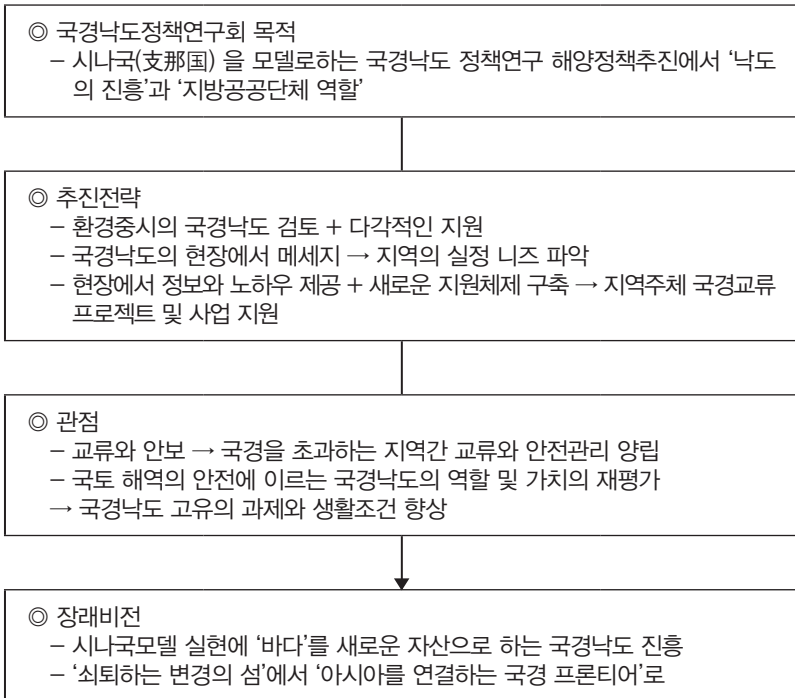 ◎ 국경낙도정책연구회 목적
– 시나국(支那国) 을 모델로하는 국경낙도 정책연구 해양정책추진에서 ‘낙도
의 진흥’과 ‘지방공공단체 역할’
◎ 추진전략
– 환경중시의 국경낙도 검토 + 다각적인 지원
– 국경낙도의 현장에서 메세지 → 지역의 실정 니즈 파악
– 현장에서 정보와 노하우 제공 + 새로운 지원체제 구축 → 지역주체 국경교류
프로젝트 및 사업 지원
◎ 관점
– 교류와 안보 → 국경을 초과하는 지역간 교류와 안전관리 양립
– 국토 해역의 안전에 이르는 국경낙도의 역할 및 가치의 재평가
→ 국경낙도 고유의 과제와 생활조건 향상
◎ 장래비전
– 시나국모델 실현에 ‘바다’를 새로운 자산으로 하는 국경낙도 진흥
– ‘쇠퇴하는 변경의 섬’에서 ‘아시아를 연결하는 국경 프론티어’로